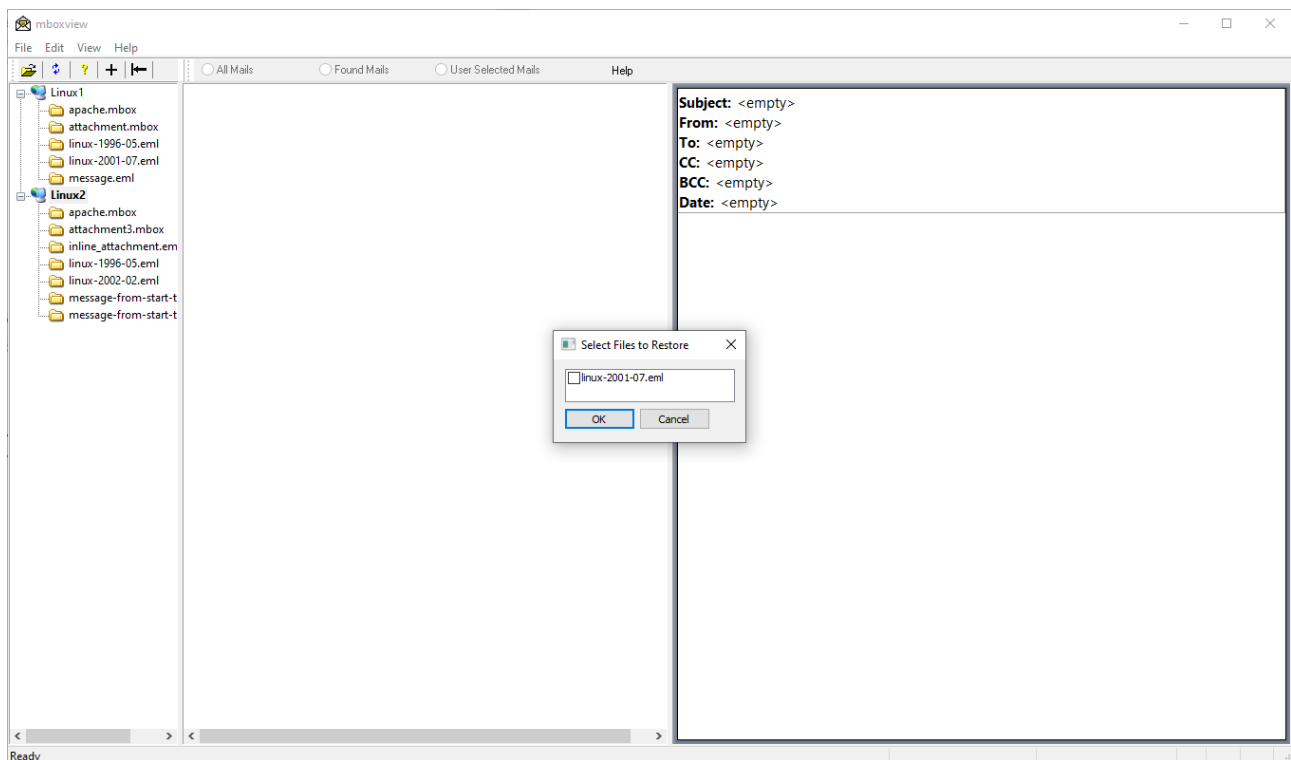 mboxview
File Edit View Help
All Mails Found Mails User Selected Mails Help
Linux1
apache.mbox
attachment.mbox
linux-1996-05.eml
linux-2001-07.eml
message.eml
Linux2
apache.mbox
attachment3.mbox
inline_attachment.em
linux-1996-05.eml
linux-2002-02.eml
message-from-start-t
message-from-start-t
Subject: <empty>
From: <empty>
To: <empty>
CC: <empty>
BCC: <empty>
Date: <empty>
Select Files to Restore
linux-2001-07.eml
OK Cancel
Ready